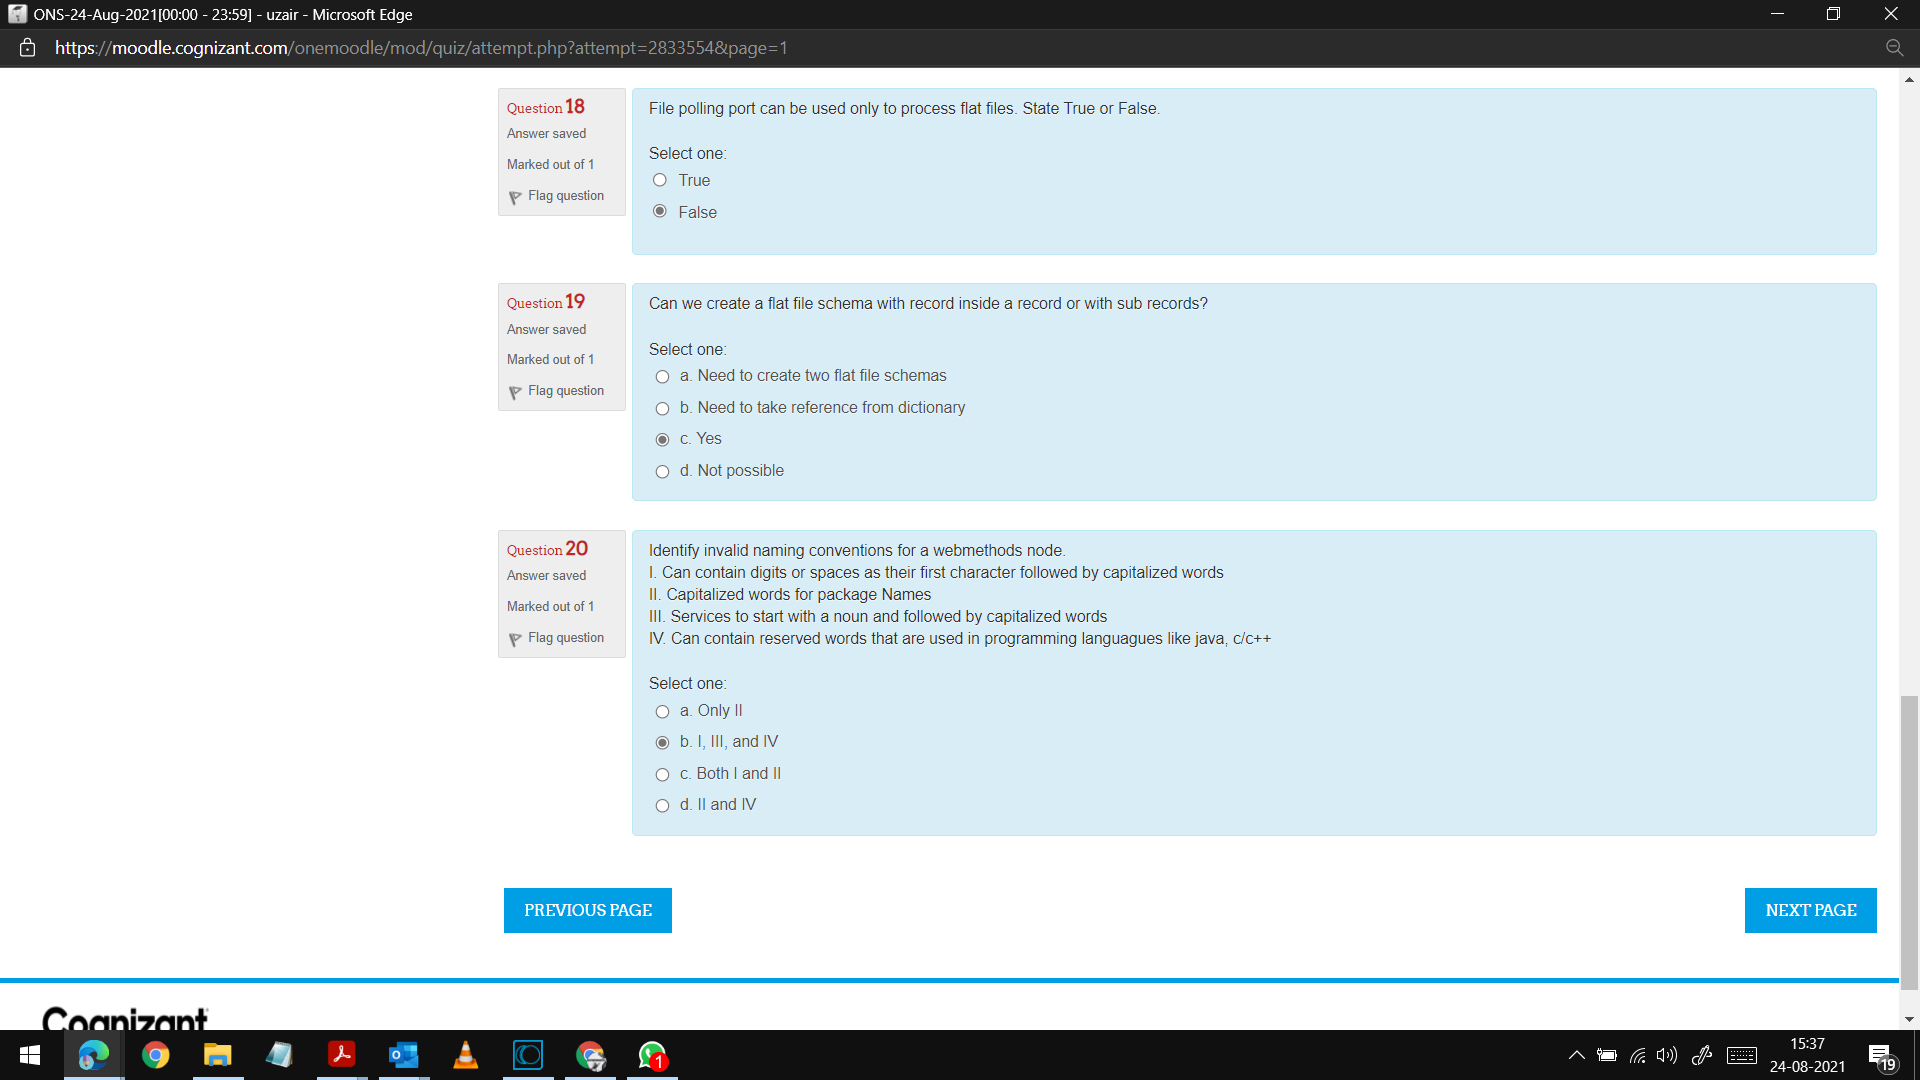 ONS-24-Aug-2021[00:00 - 23:59] - uzair - Microsoft Edge
https://moodle.cognizant.com/onemoodle/mod/quiz/attempt.php?attempt=2833554&page=1
Question 18
Answer saved
Marked out of 1
Flag question
File polling port can be used only to process flat files. State True or False.
Select one:
True
False
Question 19
Answer saved
Marked out of 1
Flag question
Can we create a flat file schema with record inside a record or with sub records?
Select one:
a. Need to create two flat file schemas
b. Need to take reference from dictionary
c. Yes
d. Not possible
Question 20
Answer saved
Marked out of 1
Flag question
Identify invalid naming conventions for a webmethods node.
I. Can contain digits or spaces as their first character followed by capitalized words
II. Capitalized words for package Names
III. Services to start with a noun and followed by capitalized words
IV. Can contain reserved words that are used in programming languagues like java, c/c++
Select one:
a. Only II
b. I, III, and IV
c. Both I and II
d. II and IV
PREVIOUS PAGE
NEXT PAGE
Cognizant
1
15:37
24-08-2021
19